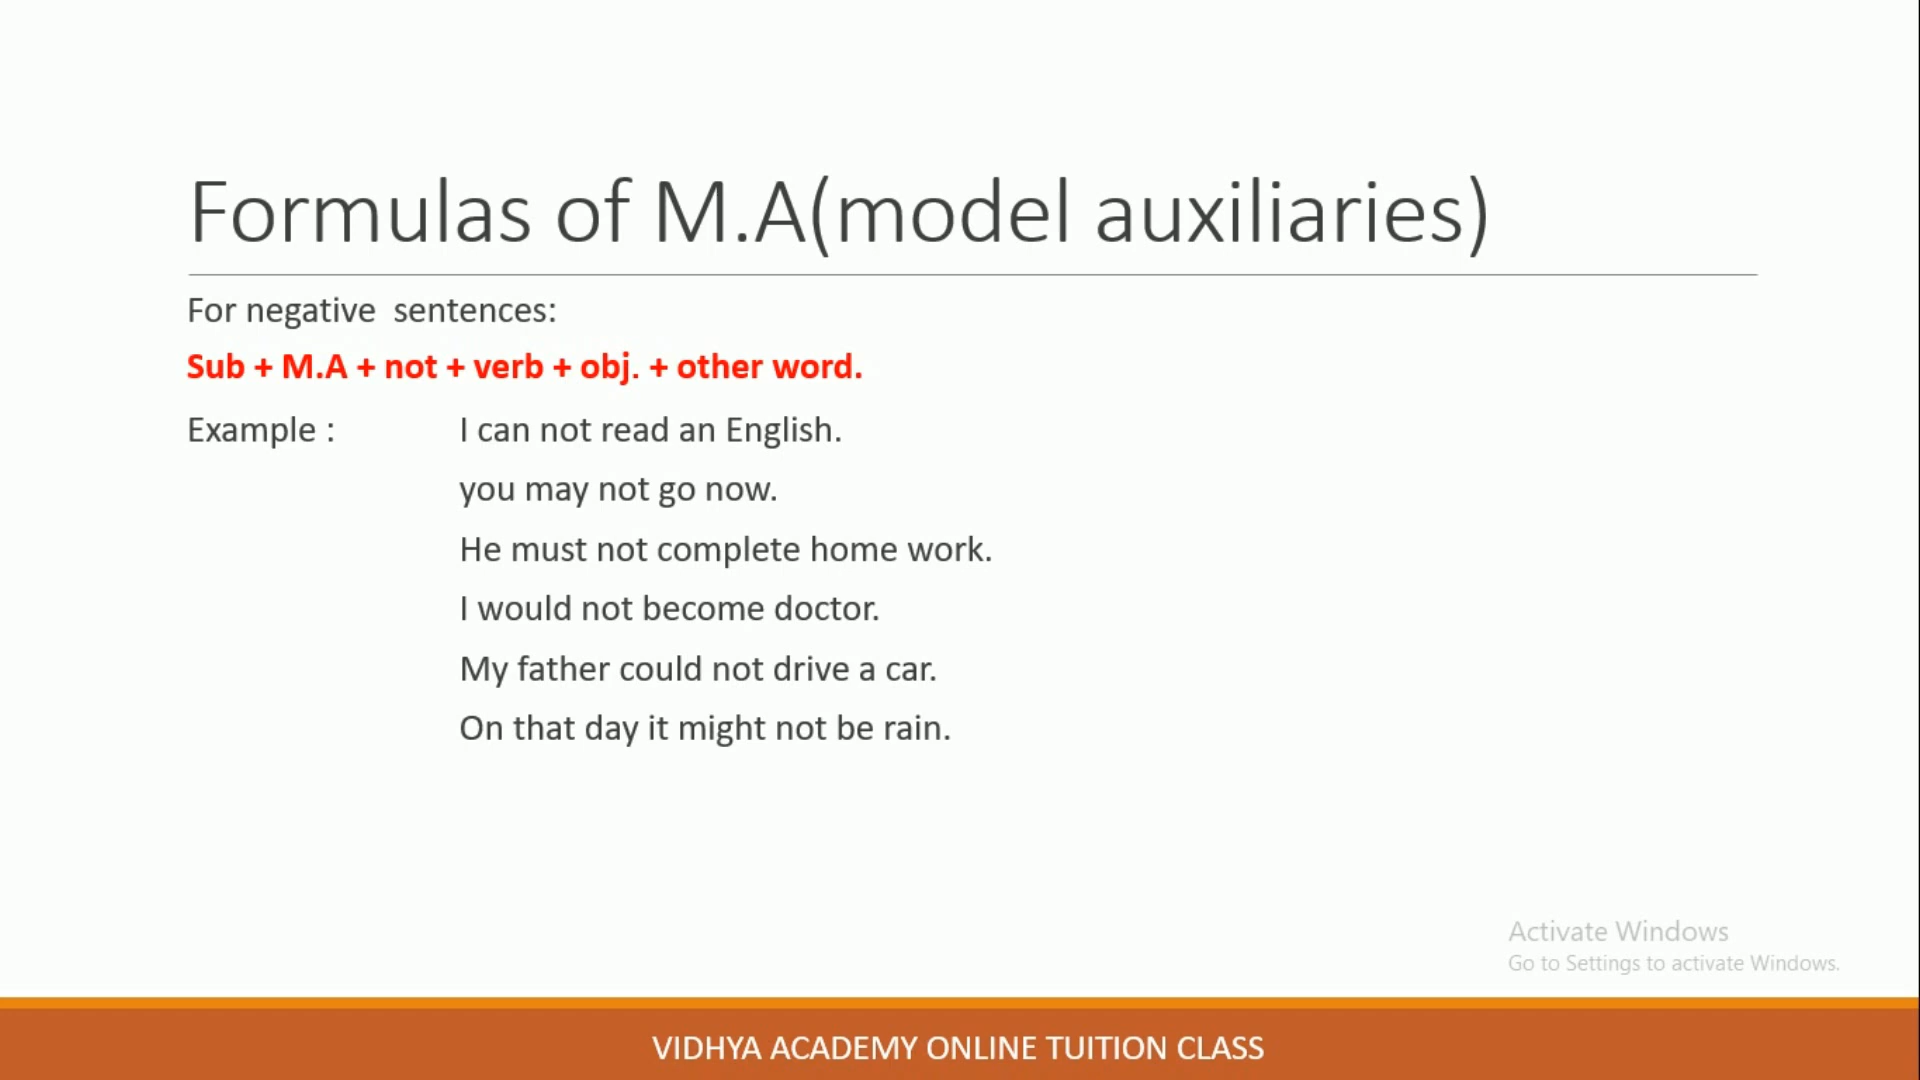 Formulas of M.A(model auxiliaries)
For negative  sentences:
Sub + M.A + not + verb + obj. + other word.
Example : I can not read an English.
you may not go now.
He must not complete home work.
I would not become doctor.
My father could not drive a car.
On that day it might not be rain.
Activate Windows
Go to Settings to activate Windows.
VIDHYA ACADEMY ONLINE TUITION CLASS